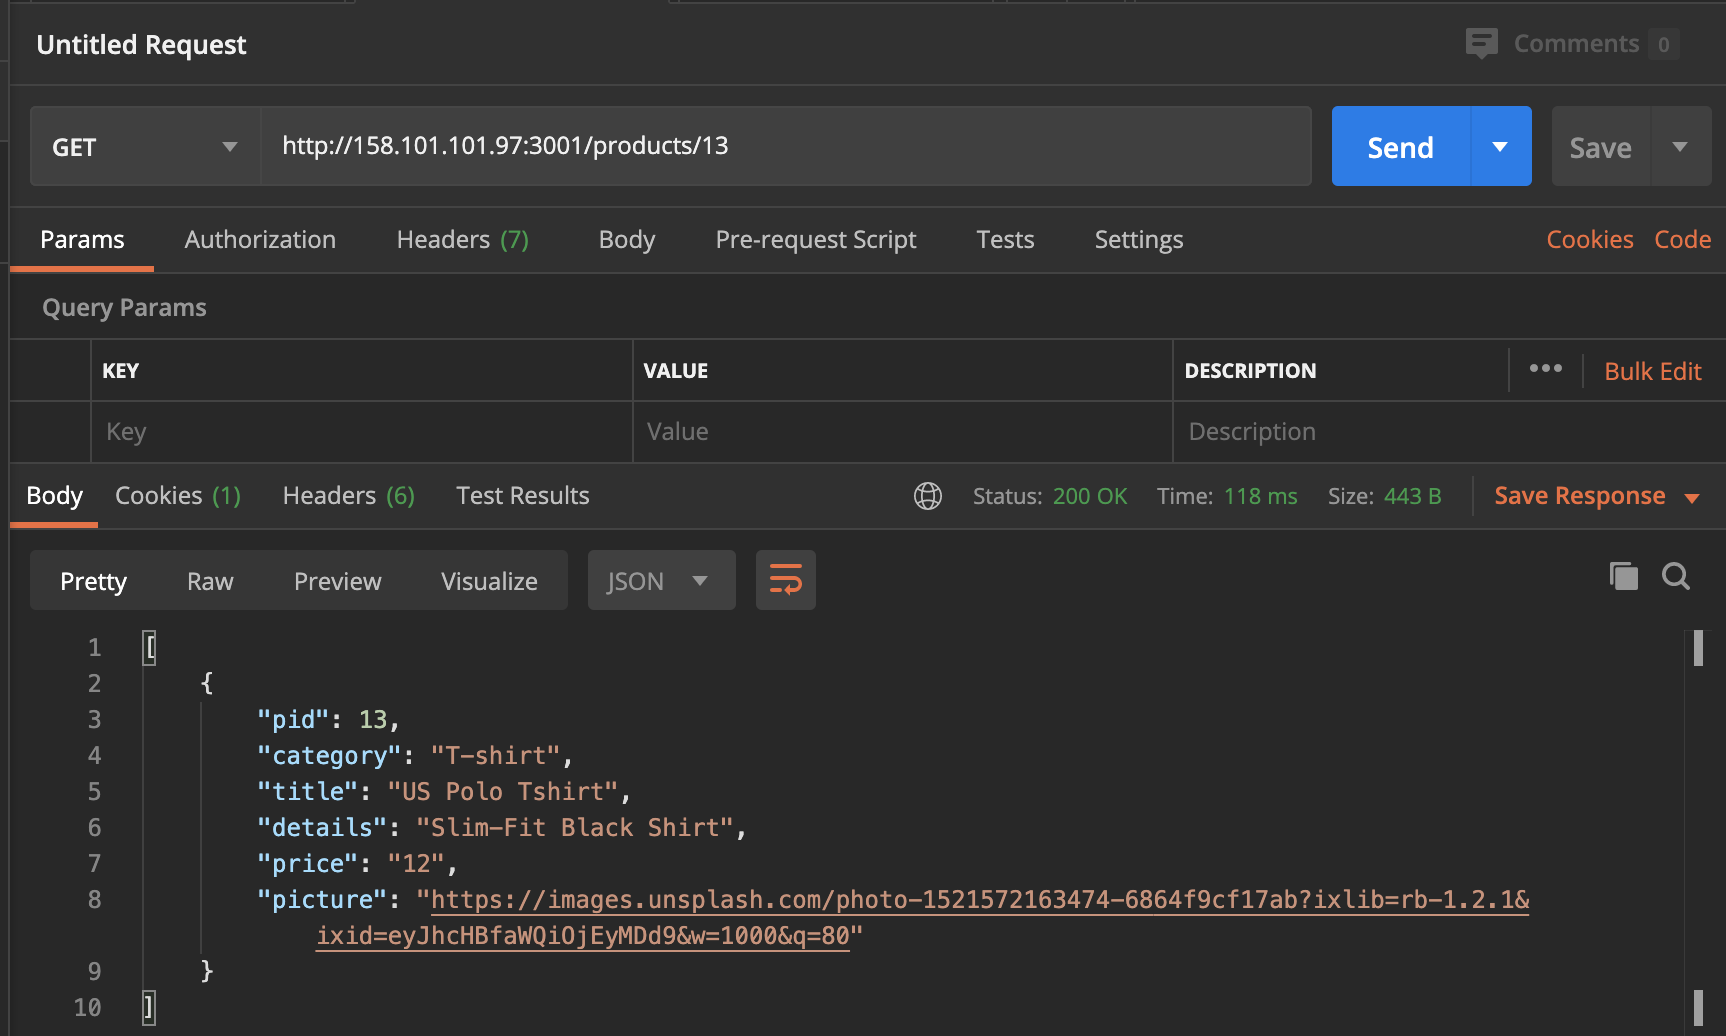 Untitled Request
Comments 0
GET http://158.101.101.97:3001/products/13 Send Save
Params Authorization Headers (7) Body Pre-request Script Tests Settings Cookies Code
Query Params
KEY VALUE DESCRIPTION ••• Bulk Edit
Key Value Description
Body Cookies (1) Headers (6) Test Results Status: 200 OK Time: 118 ms Size: 443 B Save Response
Pretty Raw Preview Visualize JSON
1 [
2 {
3 "pid": 13,
4 "category": "T-shirt",
5 "title": "US Polo Tshirt",
6 "details": "Slim-Fit Black Shirt",
7 "price": "12",
8 "picture": "https://images.unsplash.com/photo-1521572163474-6864f9cf17ab?ixlib=rb-1.2.1&
ixid=eyJhcHBfaWQiOjEyMDd9&w=1000&q=80"
9 }
10 ]